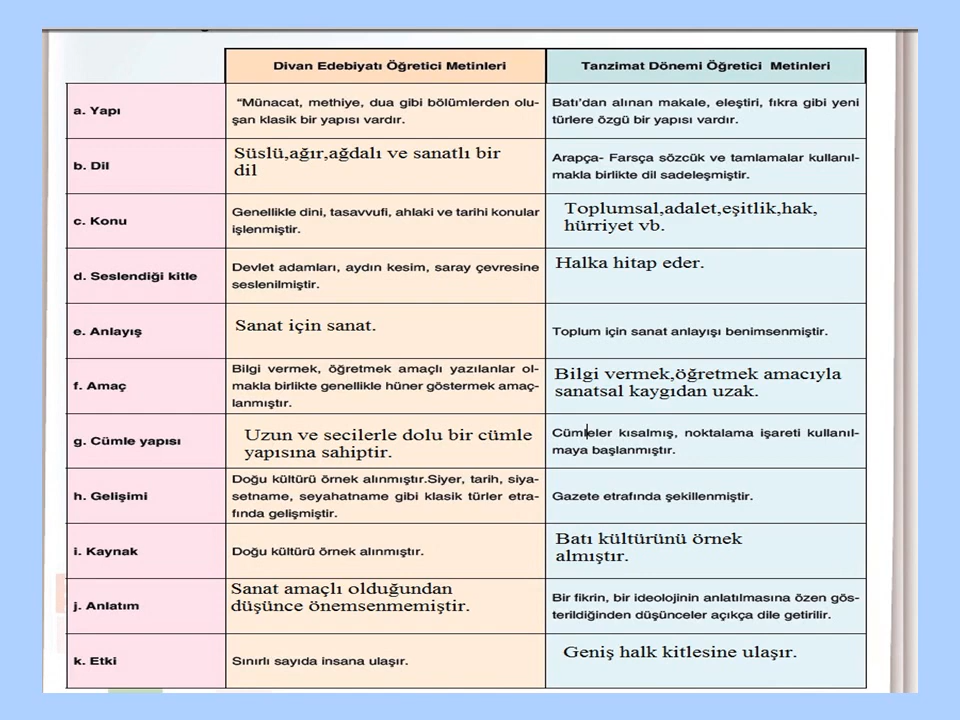 Divan Edebiyatı Öğretici Metinleri
Tanzimat Dönemi Öğretici Metinleri
a. Yapı
"Münacat, methiye, dua gibi bölümlerden olu-
şan klasik bir yapısı vardır.
Batı'dan alınan makale, eleştiri, fıkra gibi yeni
türlere özgü bir yapısı vardır.
b. Dil
Süslü,ağır,ağdalı ve sanatlı bir
dil
Arapça- Farsça sözcük ve tamlamalar kullanıl-
makla birlikte dil sadeleşmiştir.
c. Konu
Genellikle dini, tasavvufi, ahlaki ve tarihi konular
işlenmiştir.
Toplumsal,adalet,eşitlik,hak,
hürriyet vb.
d. Seslendiği kitle
Devlet adamları, aydın kesim, saray çevresine
seslenilmiştir.
Halka hitap eder.
e. Anlayış
Sanat için sanat.
Toplum için sanat anlayışı benimsenmiştir.
f. Amaç
Bilgi vermek, öğretmek amaçlı yazılanlar ol-
makla birlikte genellikle hüner göstermek amaç-
lanmıştır.
Bilgi vermek,öğretmek amacıyla
sanatsal kaygıdan uzak.
g. Cümle yapısı
Uzun ve secilerle dolu bir cümle
yapısına sahiptir.
Cümleler kısalmış, noktalama işareti kullanıl-
maya başlanmıştır.
h. Gelişimi
Doğu kültürü örnek alınmıştır.Siyer, tarih, siya-
setname, seyahatname gibi klasik türler etra-
fında gelişmiştir.
Gazete etrafında şekillenmiştir.
i. Kaynak
Doğu kültürü örnek alınmıştır.
Batı kültürünü örnek
almıştır.
j. Anlatım
Sanat amaçlı olduğundan
düşünce önemsenmemiştir.
Bir fikrin, bir ideolojinin anlatılmasına özen gös-
terildiğinden düşünceler açıkça dile getirilir.
k. Etki
Sınırlı sayıda insana ulaşır.
Geniş halk kitlesine ulaşır.